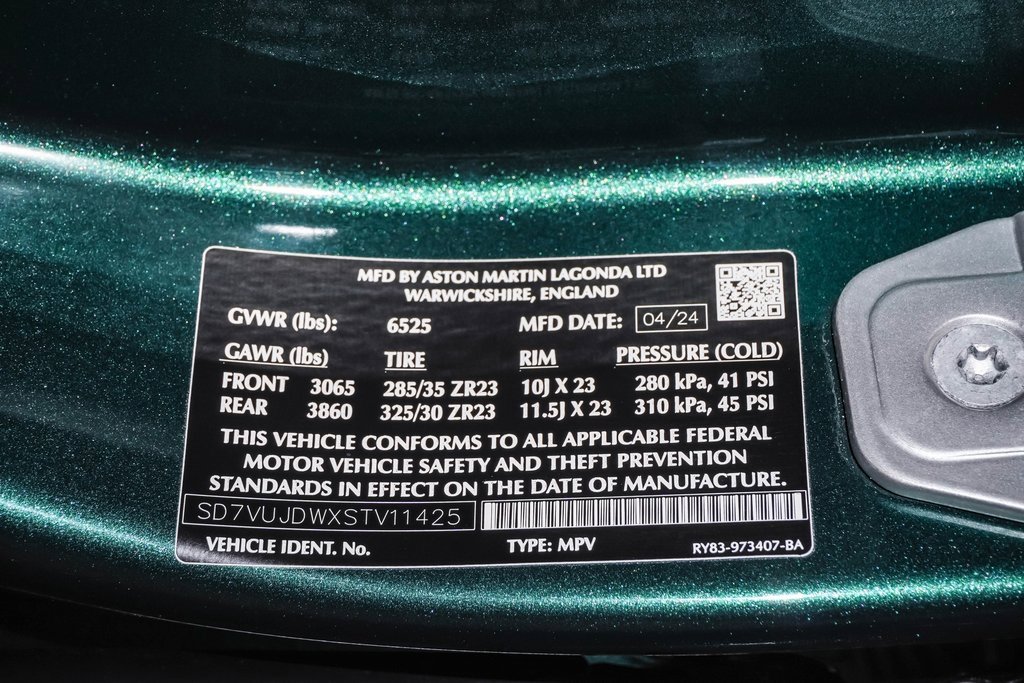 MFD BY ASTON MARTIN LAGONDA LTD
WARWICKSHIRE, ENGLAND
GVWR (lbs): 6525 MFD DATE: 04/24
GAWR (lbs) TIRE RIM PRESSURE (COLD)
FRONT 3065 285/35 ZR23 10J X 23 280 kPa, 41 PSI
REAR 3860 325/30 ZR23 11.5J X 23 310 kPa, 45 PSI
THIS VEHICLE CONFORMS TO ALL APPLICABLE FEDERAL
MOTOR VEHICLE SAFETY AND THEFT PREVENTION
STANDARDS IN EFFECT ON THE DATE OF MANUFACTURE.
SD7VUJDWXSTV11425
VEHICLE IDENT. No. TYPE: MPV RY83-973407-BA